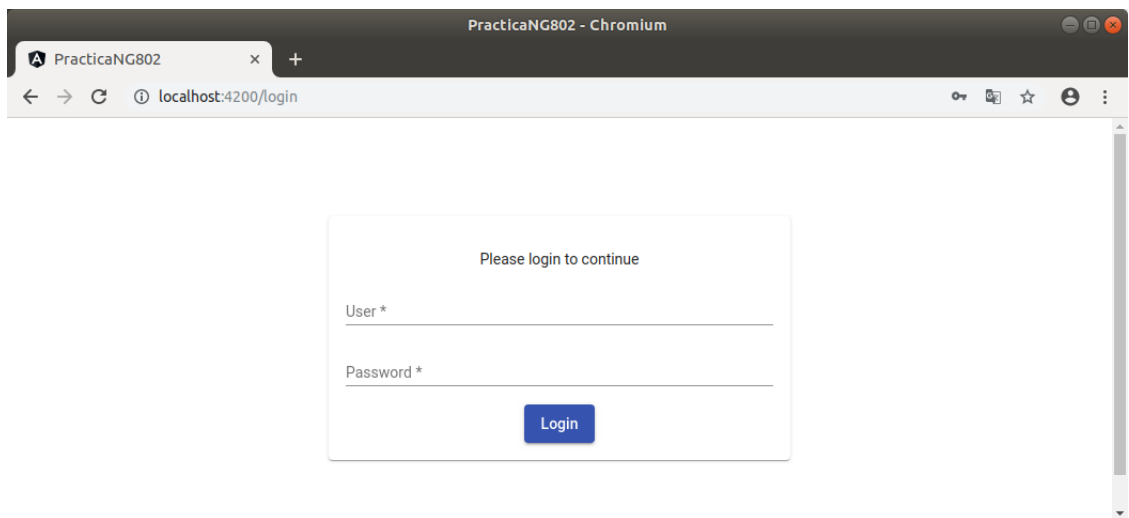 PracticaNG802 - Chromium
PracticaNG802
localhost:4200/login
Please login to continue
User *
Password *
Login